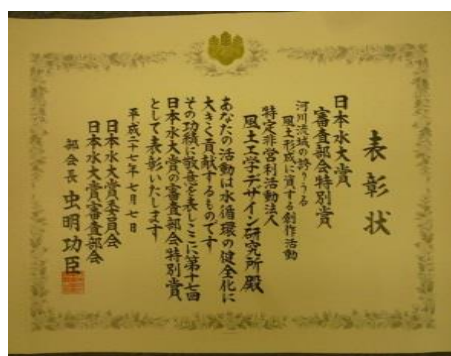 表彰状
日本水大賞
審査部会特別賞
河川流域の誇りうる
風土形成に資する創作活動
特定非営利活動法人
風土工学デザイン研究所 殿
あなたの活動は水循環の健全化に
大きく貢献するものです
その功績に敬意を表しここに第十七回
日本水大賞の審査部会特別賞
として表彰いたします
平成二十七年七月七日
日本水大賞委員会
日本水大賞審査部会
部会長 虫明功臣